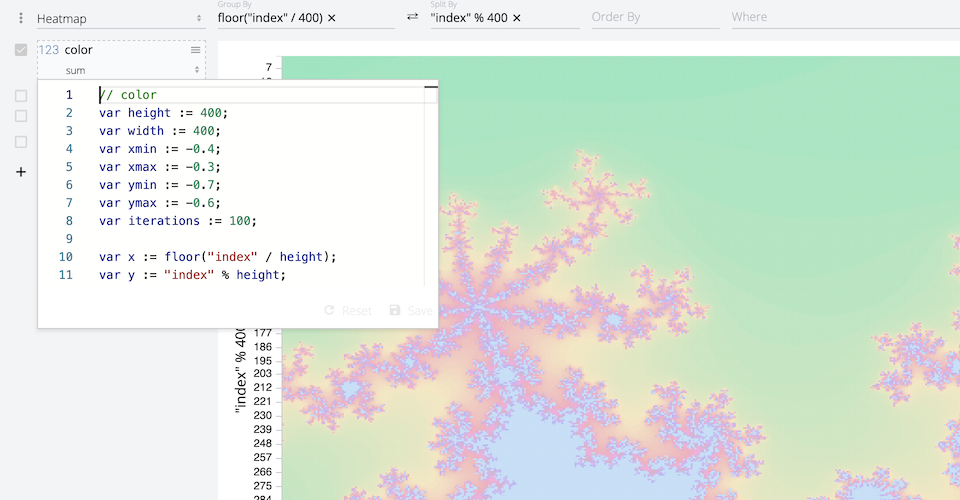 Group By
Split By
Heatmap
floor("index" / 400) ×
"index" % 400 ×
Order By
Where
123 color
sum
1 // color
2 var height := 400;
3 var width := 400;
4 var xmin := -0.4;
5 var xmax := -0.3;
6 var ymin := -0.7;
7 var ymax := -0.6;
8 var iterations := 100;
9
10 var x := floor("index" / height);
11 var y := "index" % height;
Reset
Save
"index" % 400
7
177
186
195
203
212
221
230
239
248
257
266
275
284